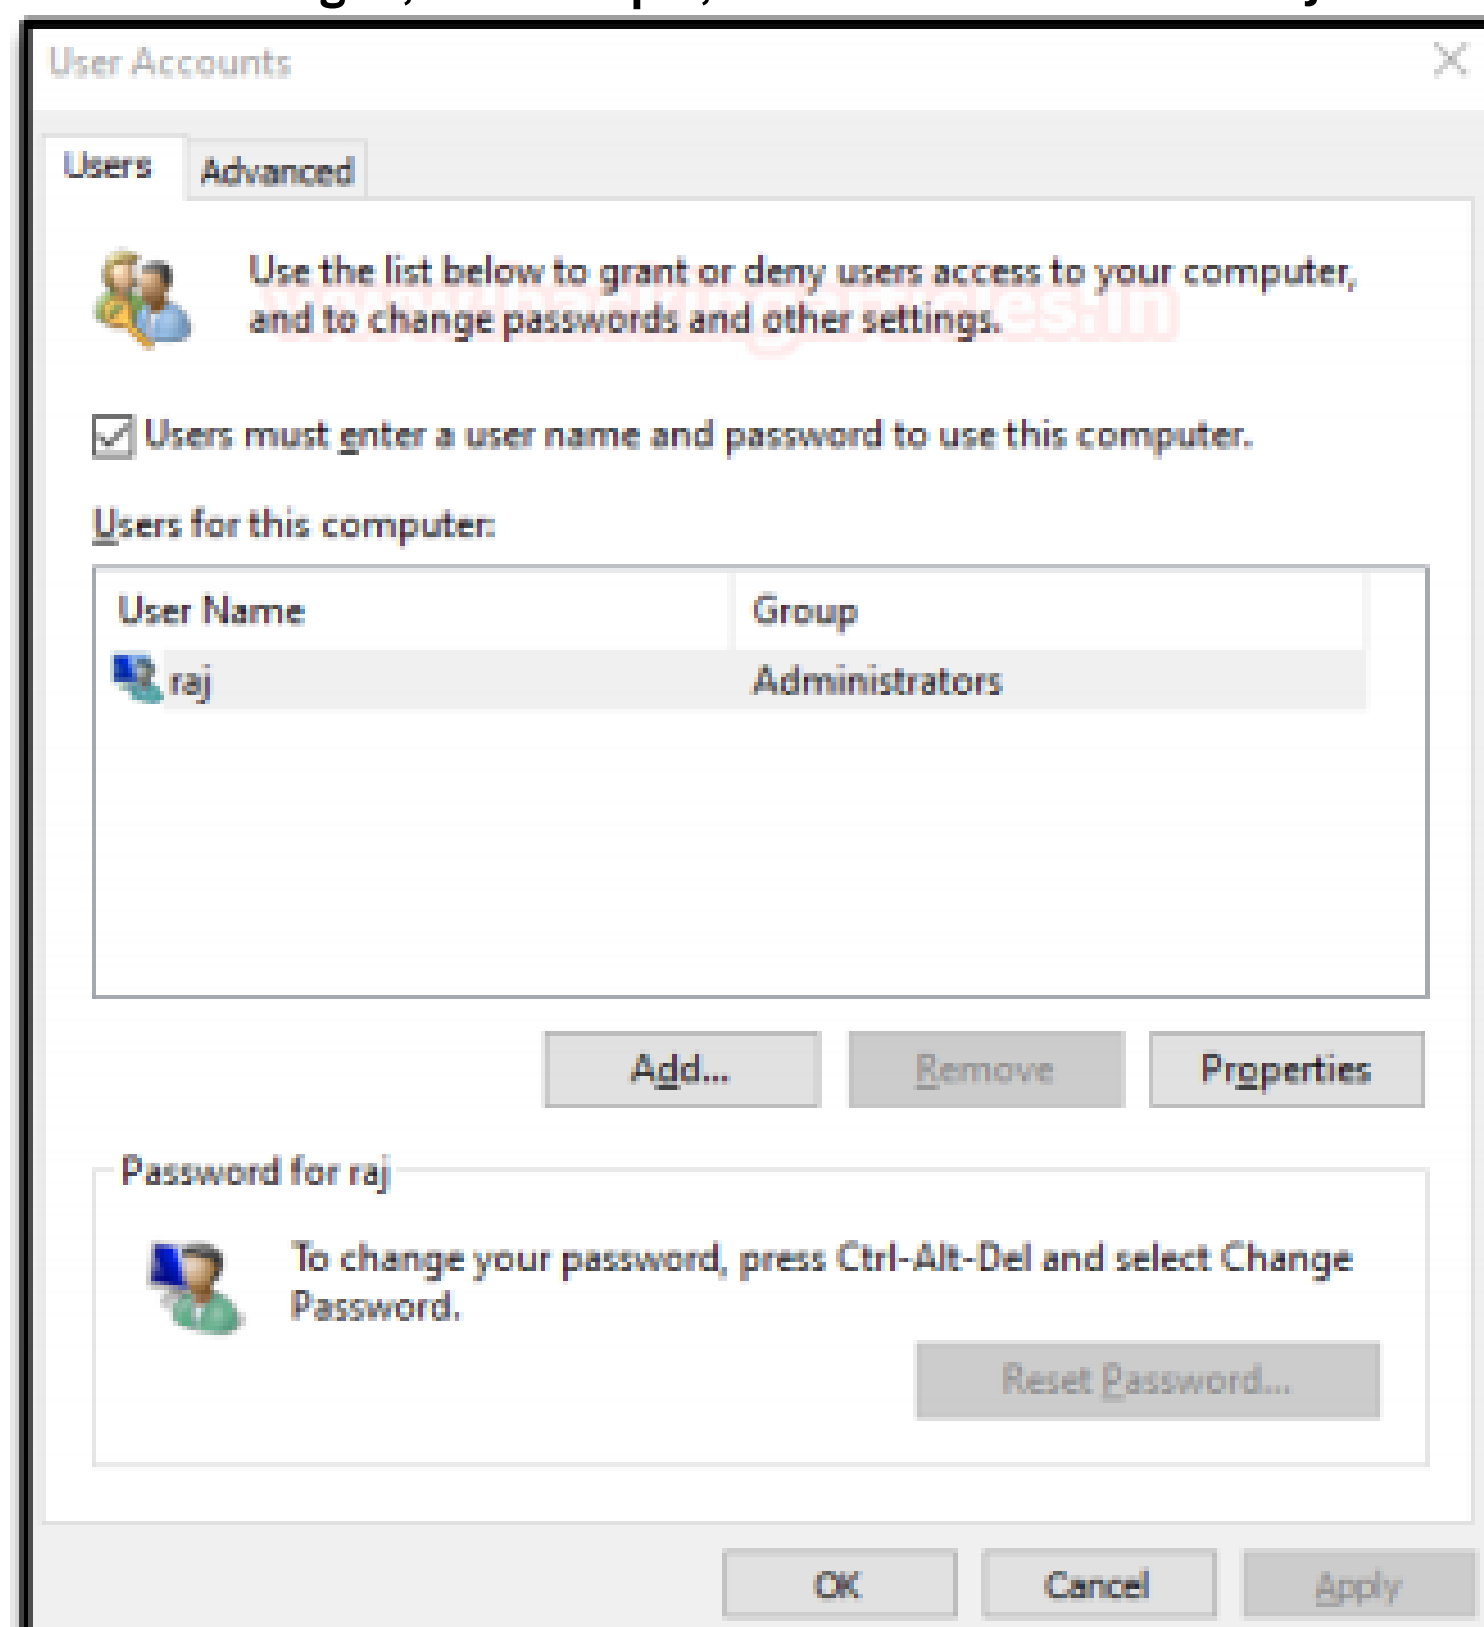 User Accounts
Users
Advanced
Use the list below to grant or deny users access to your computer,
and to change passwords and other settings.
Users must enter a user name and password to use this computer.
Users for this computer:
User Name Group
raj Administrators
Add... Remove Properties
Password for raj
To change your password, press Ctrl-Alt-Del and select Change
Password.
Reset Password...
OK Cancel Apply